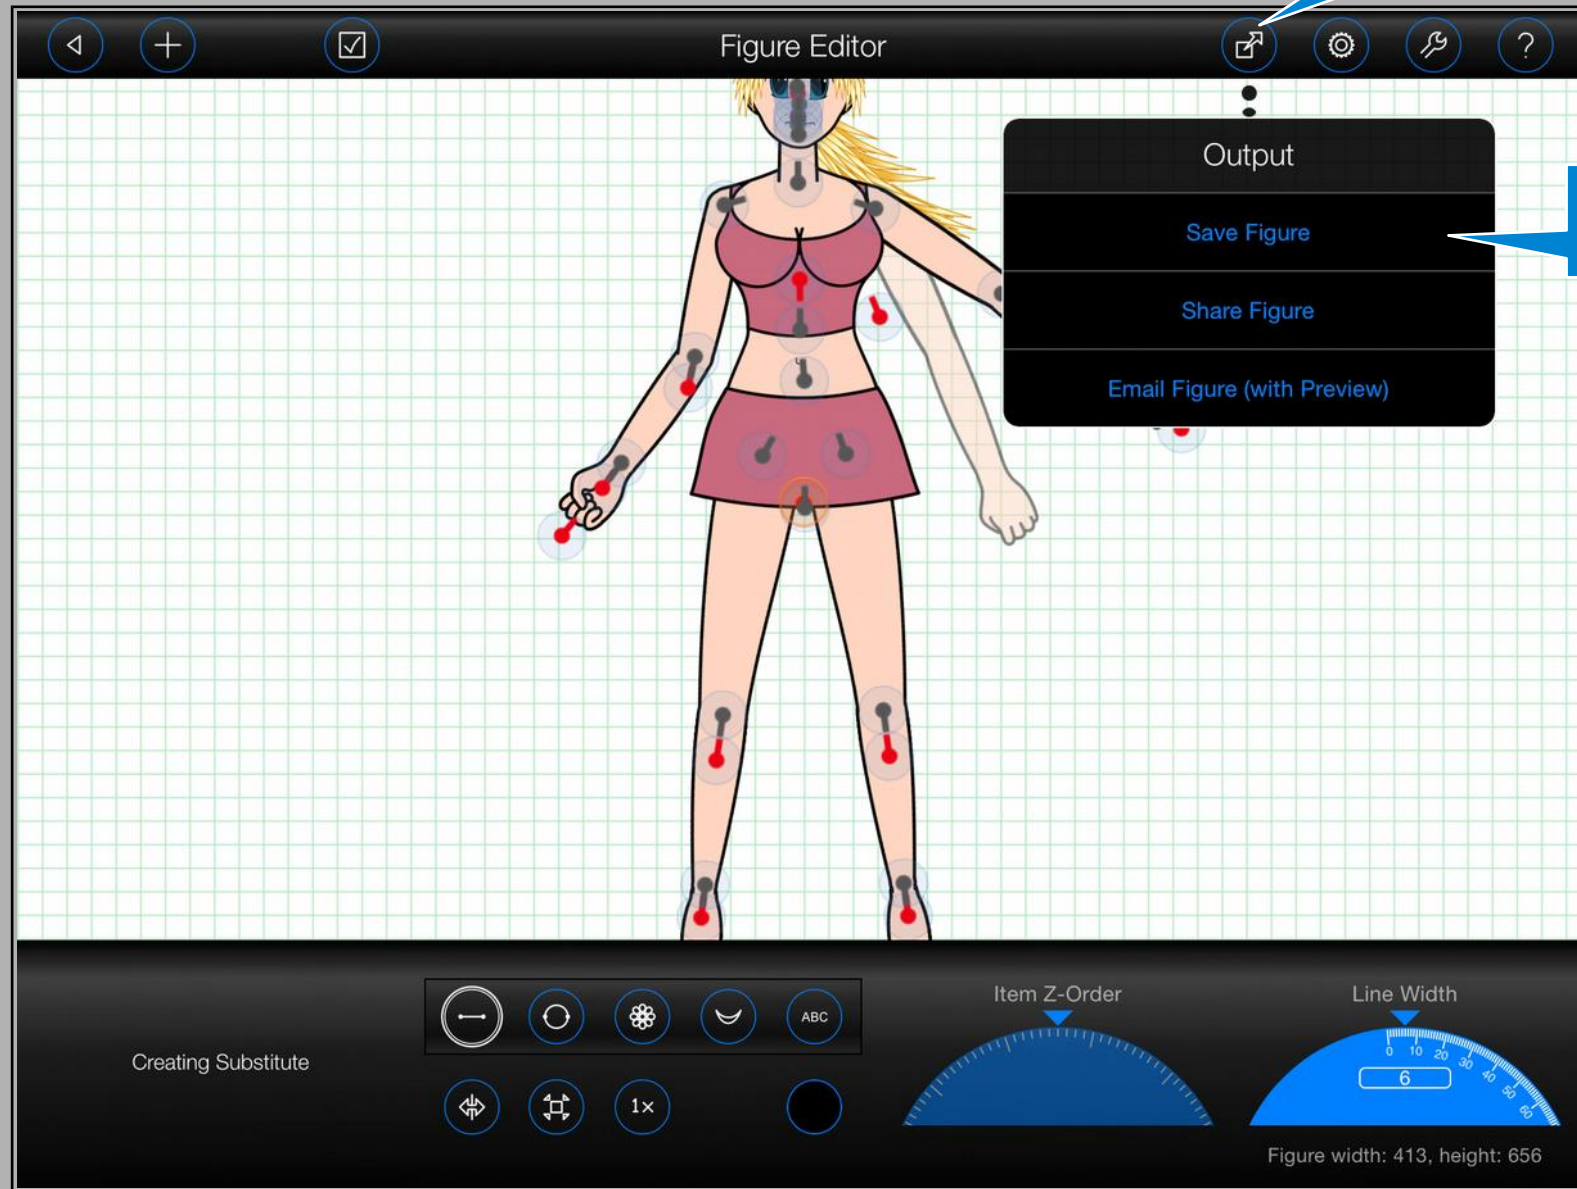 Figure Editor
?
Output
Save Figure
Share Figure
Email Figure (with Preview)
Creating Substitute
ABC
1×
Item Z-Order
Line Width
0 10 20 30 40 50 60
6
Figure width: 413, height: 656